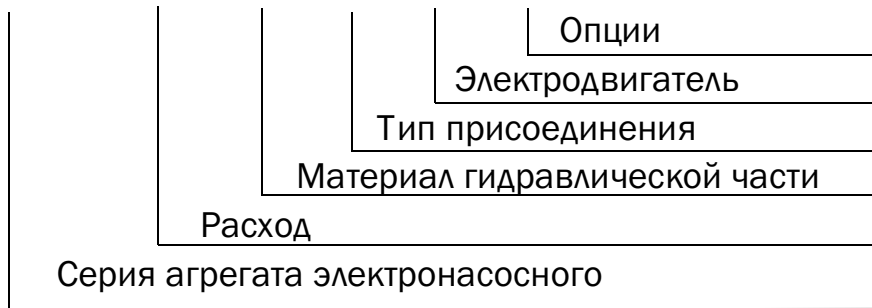 Опции
Электродвигатель
Тип присоединения
Материал гидравлической части
Расход
Серия агрегата электронасосного